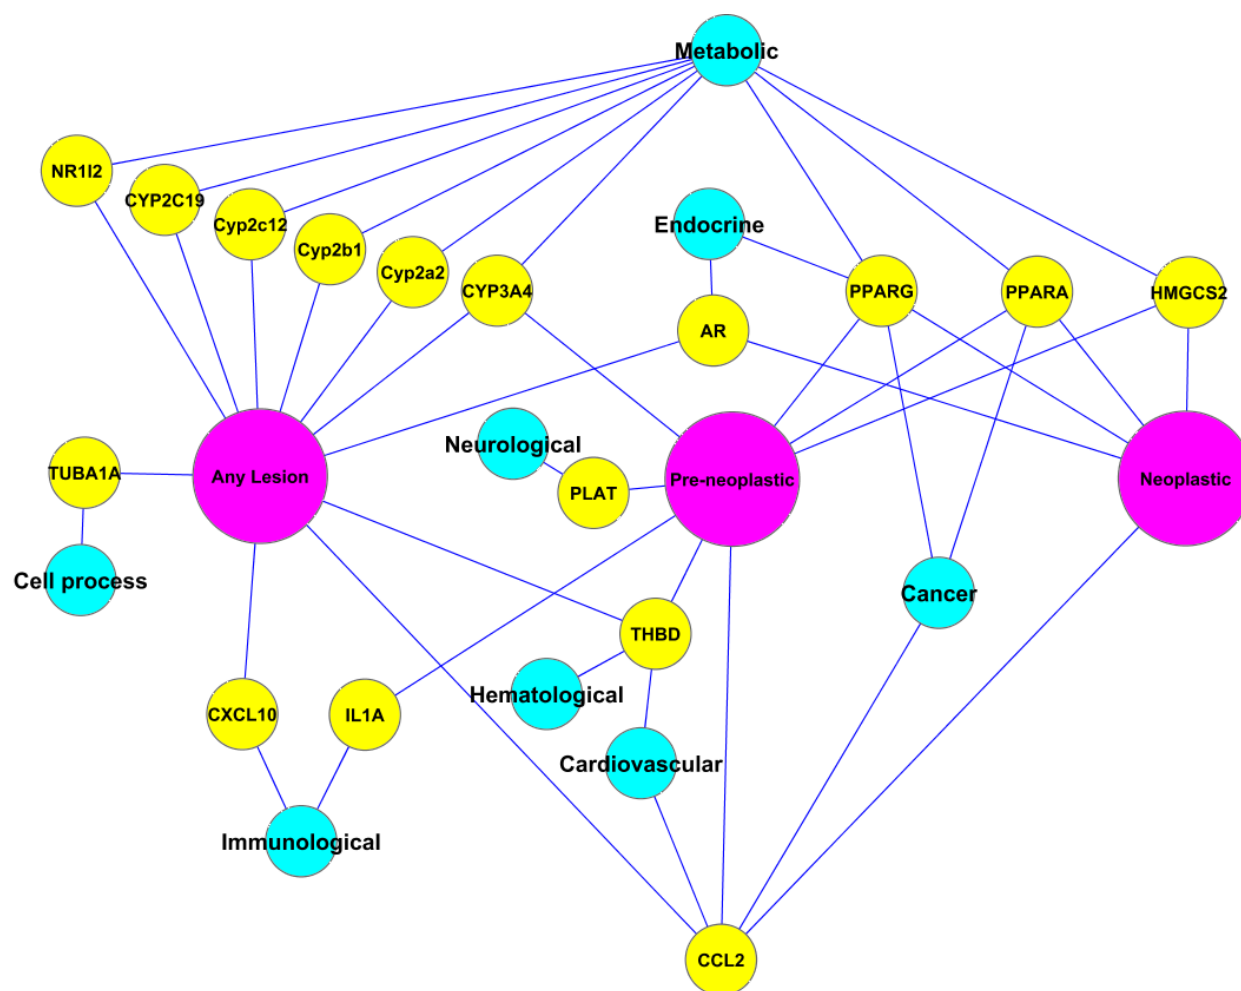 Metabolic
NR1I2
CYP2C19
Cyp2c12
Cyp2b1
Cyp2a2
CYP3A4
Endocrine
PPARG
PPARA
HMGCS2
AR
Neurological
TUBA1A
Any Lesion
PLAT
Pre-neoplastic
Neoplastic
Cell process
Cancer
THBD
Hematological
CXCL10
IL1A
Cardiovascular
Immunological
CCL2